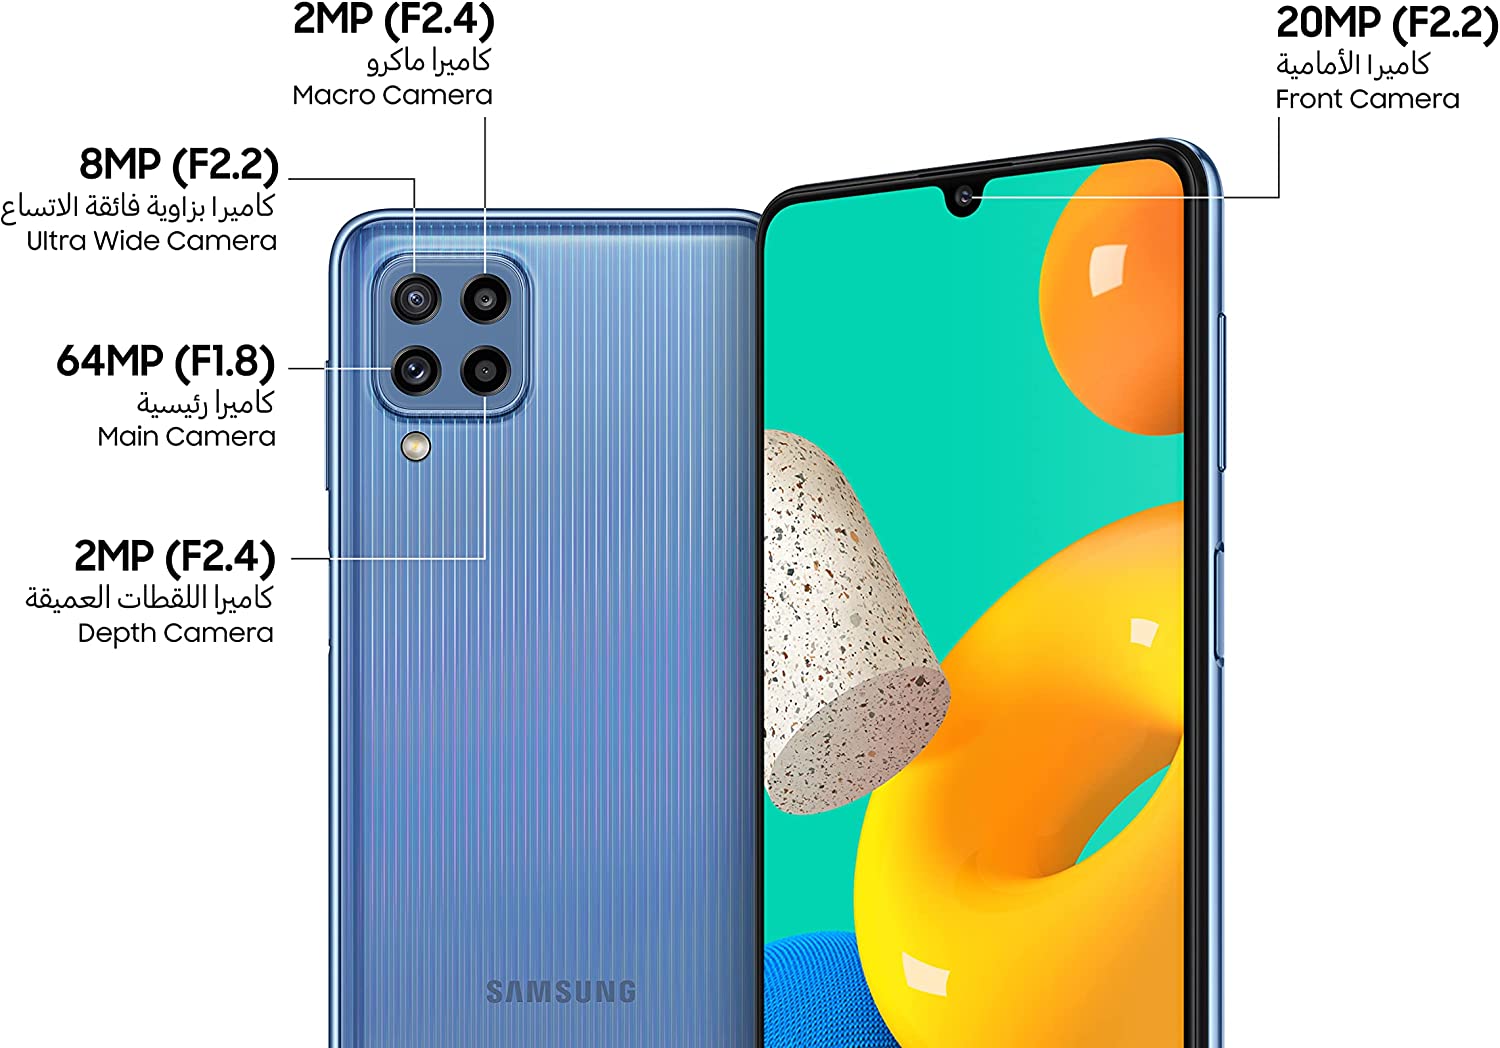 2MP (F2.4)
كاميرا ماكرو
Macro Camera
20MP (F2.2)
كاميرا الأمامية
Front Camera
8MP (F2.2)
كاميرا بزاوية فائقة الاتساع
Ultra Wide Camera
64MP (F1.8)
كاميرا رئيسية
Main Camera
2MP (F2.4)
كاميرا اللقطات العميقة
Depth Camera
SAMSUNG